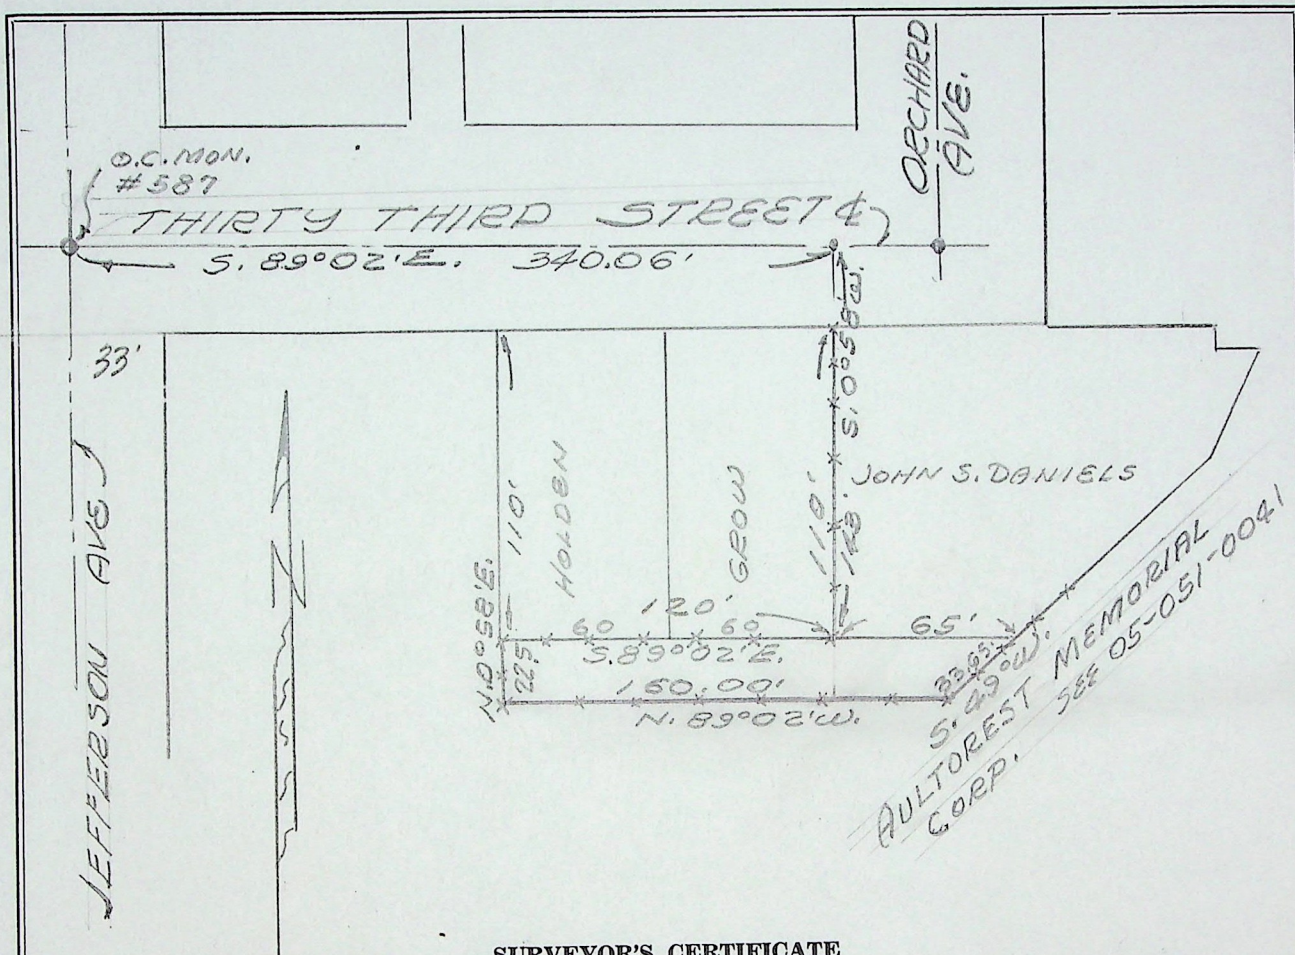 ORCHARD
AVE.
O.C. MON.
#587
THIRTY THIRD STREET ℄
S. 89°02'E. 340.06'
33'
JEFFERSON AVE.
N.0°58'E.
110'
HOLDEN
GROW
110'
143'
S.0°58'W.
JOHN S. DANIELS
120'
60 60
65'
S.89°02'E.
22.5
160.00'
N. 89°02'W.
33.65'
S. 49°W.
AULTOREST MEMORIAL
CORP. SEE 05-051-0041
N
SURVEYOR'S CERTIFICATE